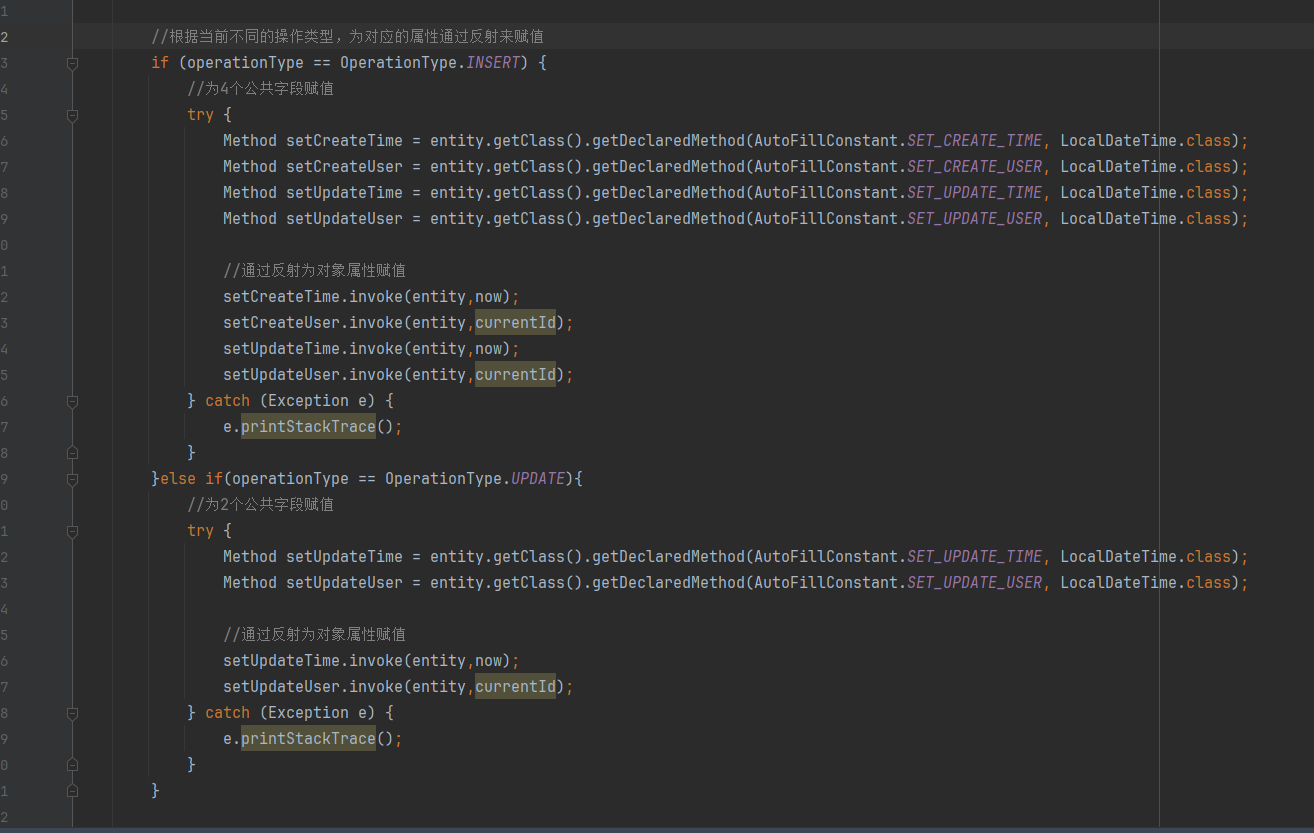 1
2 //根据当前不同的操作类型，为对应的属性通过反射来赋值
3 if (operationType == OperationType.INSERT) {
4 //为4个公共字段赋值
5 try {
6 Method setCreateTime = entity.getClass().getDeclaredMethod(AutoFillConstant.SET_CREATE_TIME, LocalDateTime.class);
7 Method setCreateUser = entity.getClass().getDeclaredMethod(AutoFillConstant.SET_CREATE_USER, LocalDateTime.class);
8 Method setUpdateTime = entity.getClass().getDeclaredMethod(AutoFillConstant.SET_UPDATE_TIME, LocalDateTime.class);
9 Method setUpdateUser = entity.getClass().getDeclaredMethod(AutoFillConstant.SET_UPDATE_USER, LocalDateTime.class);
0
1 //通过反射为对象属性赋值
2 setCreateTime.invoke(entity,now);
3 setCreateUser.invoke(entity,currentId);
4 setUpdateTime.invoke(entity,now);
5 setUpdateUser.invoke(entity,currentId);
6 } catch (Exception e) {
7 e.printStackTrace();
8 }
9 }else if(operationType == OperationType.UPDATE){
0 //为2个公共字段赋值
1 try {
2 Method setUpdateTime = entity.getClass().getDeclaredMethod(AutoFillConstant.SET_UPDATE_TIME, LocalDateTime.class);
3 Method setUpdateUser = entity.getClass().getDeclaredMethod(AutoFillConstant.SET_UPDATE_USER, LocalDateTime.class);
4
5 //通过反射为对象属性赋值
6 setUpdateTime.invoke(entity,now);
7 setUpdateUser.invoke(entity,currentId);
8 } catch (Exception e) {
9 e.printStackTrace();
0 }
1 }
2